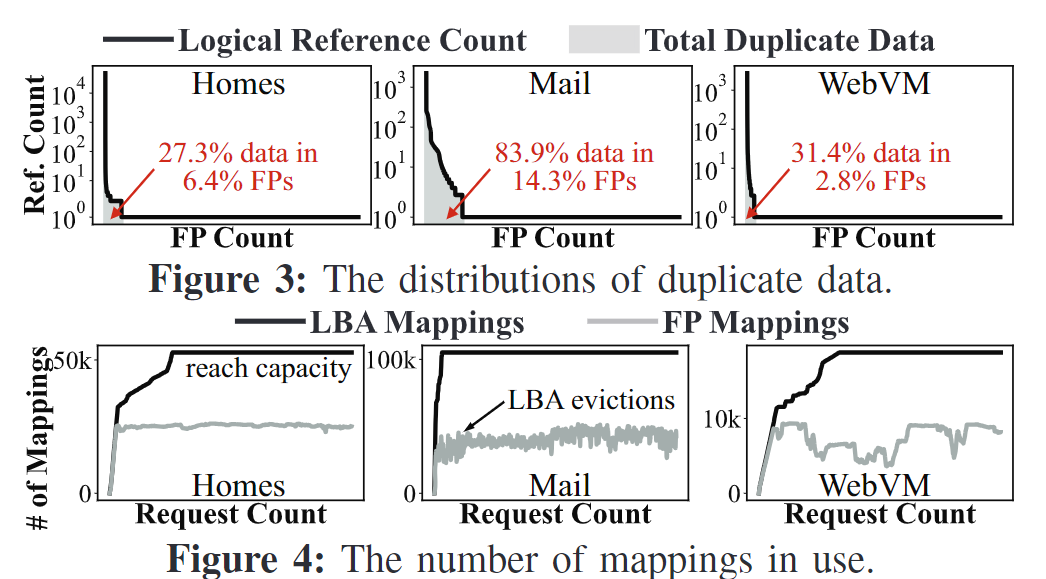 Logical Reference Count Total Duplicate Data
Ref. Count
10^4
10^3
10^2
10^1
10^0
Homes
27.3% data in
6.4% FPs
FP Count
10^3
10^2
10^1
10^0
Mail
83.9% data in
14.3% FPs
FP Count
10^3
10^2
10^1
10^0
WebVM
31.4% data in
2.8% FPs
FP Count
Figure 3: The distributions of duplicate data.
LBA Mappings FP Mappings
# of Mappings
50k
0
reach capacity
Homes
Request Count
100k
0
LBA evictions
Mail
Request Count
10k
0
WebVM
Request Count
Figure 4: The number of mappings in use.